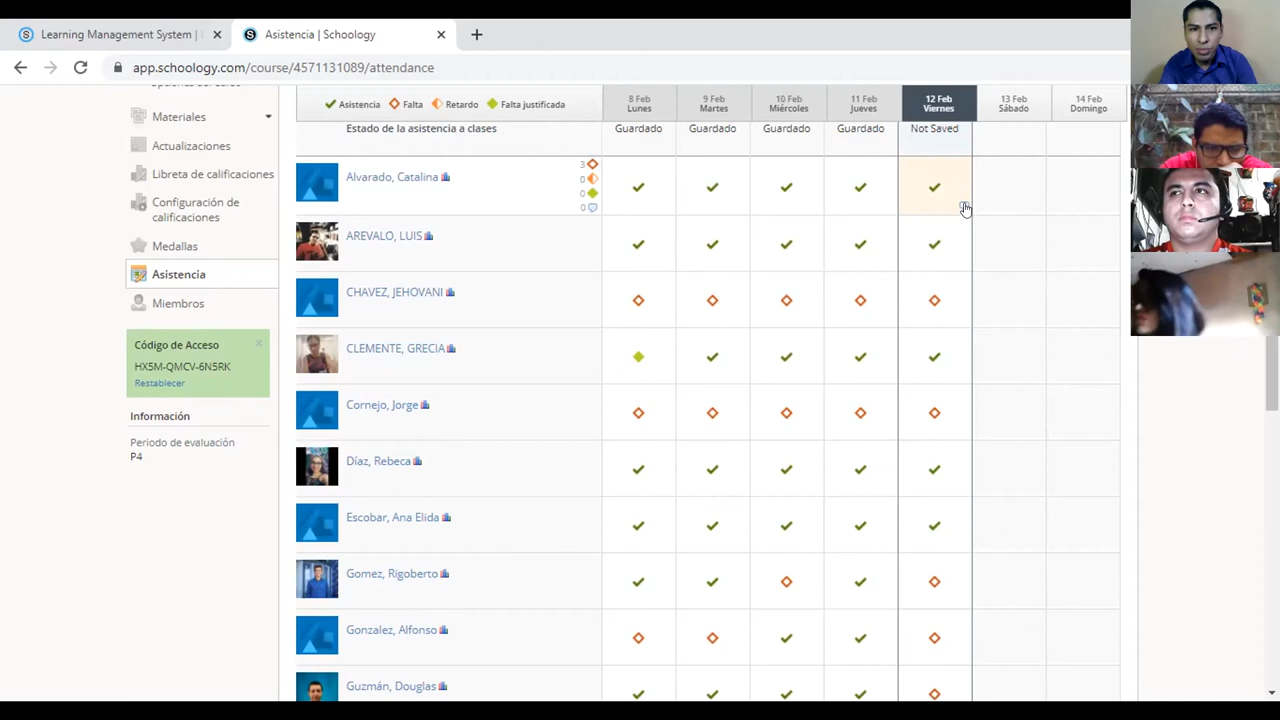 Learning Management System |
Asistencia | Schoology
app.schoology.com/course/4571131089/attendance
Materiales
Actualizaciones
Libreta de calificaciones
Configuración de
calificaciones
Medallas
Asistencia
Miembros
Código de Acceso
HX5M-QMCV-6N5RK
Restablecer
Información
Periodo de evaluación
P4
Asistencia Falta Retardo Falta justificada
8 Feb Lunes
9 Feb Martes
10 Feb Miércoles
11 Feb Jueves
12 Feb Viernes
13 Feb Sábado
14 Feb Domingo
Estado de la asistencia a clases Guardado Guardado Guardado Guardado Not Saved
Alvarado, Catalina
3
0
0
0
AREVALO, LUIS
CHAVEZ, JEHOVANI
CLEMENTE, GRECIA
Cornejo, Jorge
Díaz, Rebeca
Escobar, Ana Elida
Gomez, Rigoberto
Gonzalez, Alfonso
Guzmán, Douglas